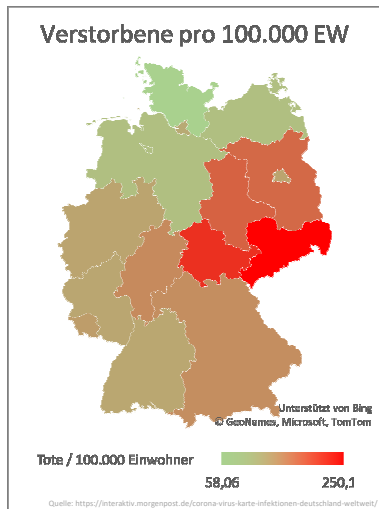 Verstorbene pro 100.000 EW
Unterstützt von Bing
© GeoNames, Microsoft, TomTom
Tote / 100.000 Einwohner
58,06
250,1
Quelle: https://interaktiv.morgenpost.de/corona-virus-karte-infektionen-deutschland-weltweit/